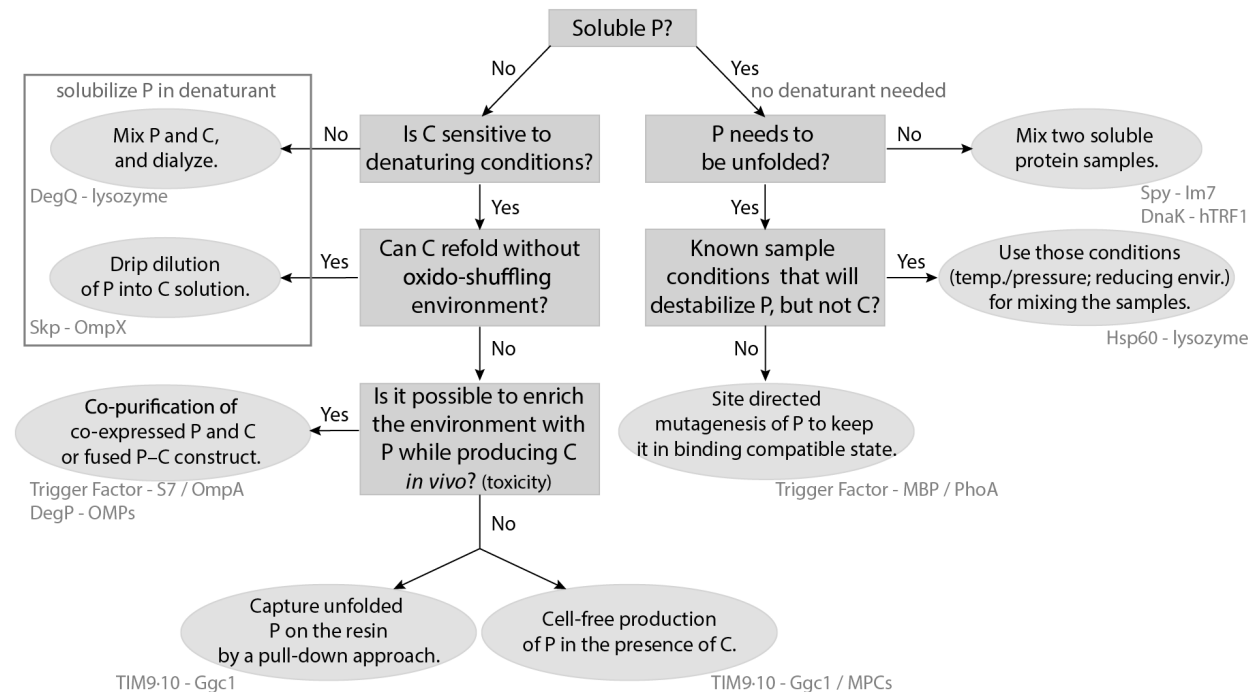 Soluble P?
No
Yes
no denaturant needed
solubilize P in denaturant
Mix P and C,
and dialyze.
DegQ - lysozyme
No
Is C sensitive to
denaturing conditions?
P needs to
be unfolded?
No
Mix two soluble
protein samples.
Spy - Im7
DnaK - hTRF1
Yes
Yes
Drip dilution
of P into C solution.
Skp - OmpX
Yes
Can C refold without
oxido-shuffling
environment?
Known sample
conditions that will
destabilize P, but not C?
Yes
Use those conditions
(temp./pressure; reducing envir.)
for mixing the samples.
Hsp60 - lysozyme
No
No
Co-purification of
co-expressed P and C
or fused P–C construct.
Trigger Factor - S7 / OmpA
DegP - OMPs
Yes
Is it possible to enrich
the environment with
P while producing C
in vivo? (toxicity)
Site directed
mutagenesis of P to keep
it in binding compatible state.
Trigger Factor - MBP / PhoA
No
Capture unfolded
P on the resin
by a pull-down approach.
TIM9·10 - Ggc1
Cell-free production
of P in the presence of C.
TIM9·10 - Ggc1 / MPCs